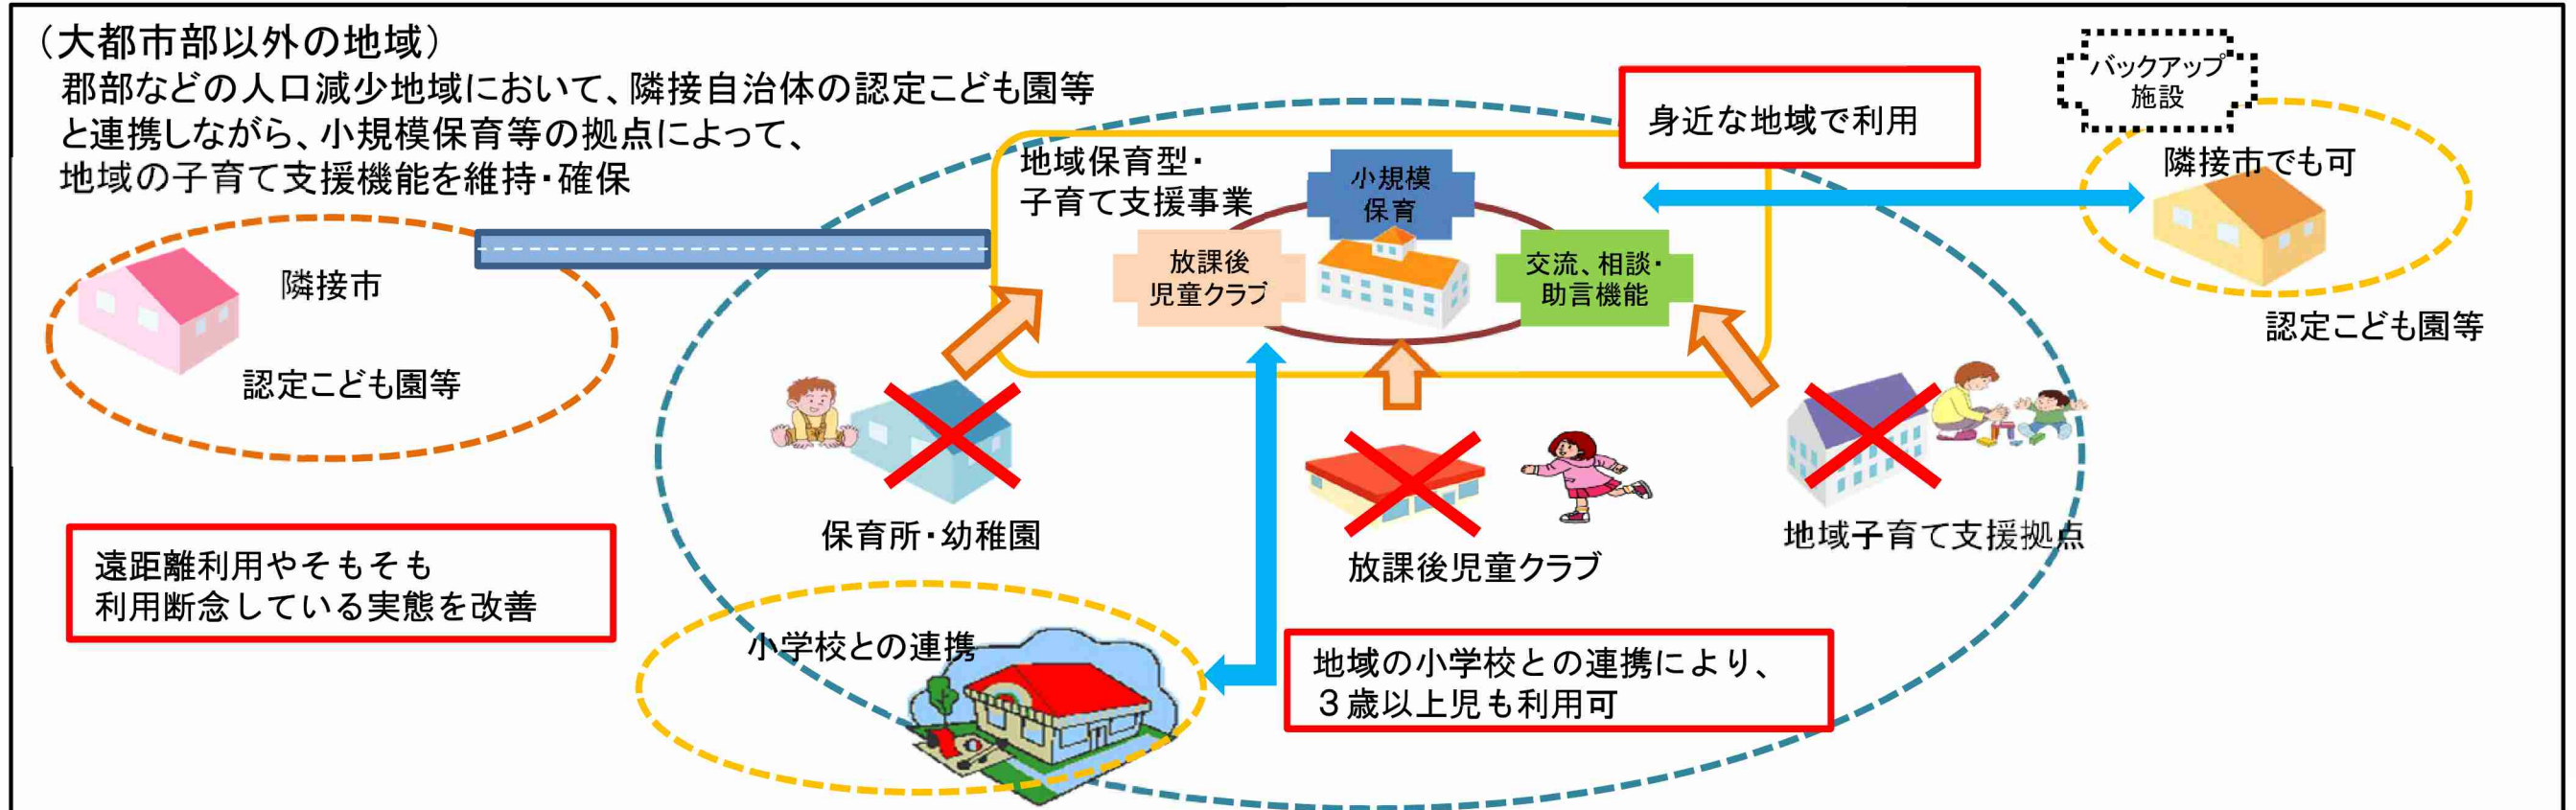 （大都市部以外の地域）
郡部などの人口減少地域において、隣接自治体の認定こども園等
と連携しながら、小規模保育等の拠点によって、
地域の子育て支援機能を維持・確保
バックアップ
施設
身近な地域で利用
隣接市でも可
認定こども園等
地域保育型・
子育て支援事業
小規模
保育
放課後
児童クラブ
交流、相談・
助言機能
隣接市
認定こども園等
保育所・幼稚園
放課後児童クラブ
地域子育て支援拠点
遠距離利用やそもそも
利用断念している実態を改善
小学校との連携
地域の小学校との連携により、
３歳以上児も利用可